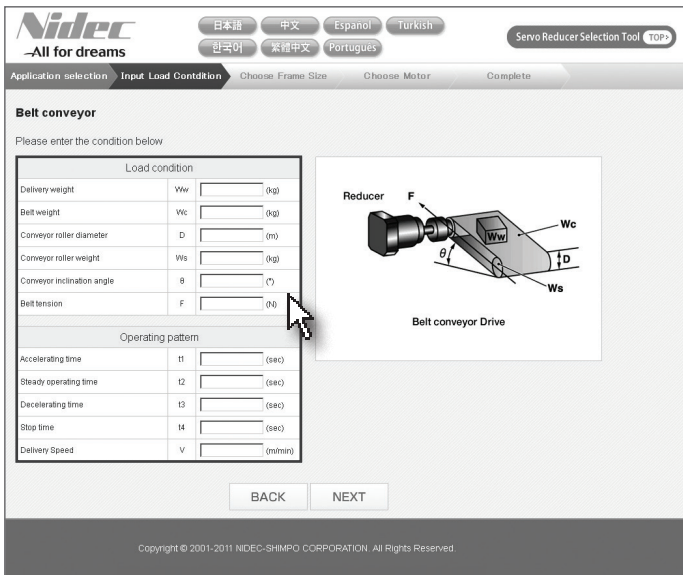 Nidec
-All for dreams
日本語 中文 Espanol Turkish
한국어 繁體中文 Portugues
Servo Reducer Selection Tool TOP>
Application selection Input Load Contdition Choose Frame Size Choose Motor Complete
Belt conveyor
Please enter the condition below
Load condition
Delivery weight Ww (kg)
Belt weight Wc (kg)
Conveyor roller diameter D (m)
Conveyor roller weight Ws (kg)
Conveyor inclination angle θ (°)
Belt tension F (N)
Operating pattern
Accelerating time t1 (sec)
Steady operating time t2 (sec)
Decelerating time t3 (sec)
Stop time t4 (sec)
Delivery Speed V (m/min)
Reducer F
Ww
Wc
θ
D
Ws
Belt conveyor Drive
BACK NEXT
Copyright © 2001-2011 NIDEC-SHIMPO CORPORATION. All Rights Reserved.